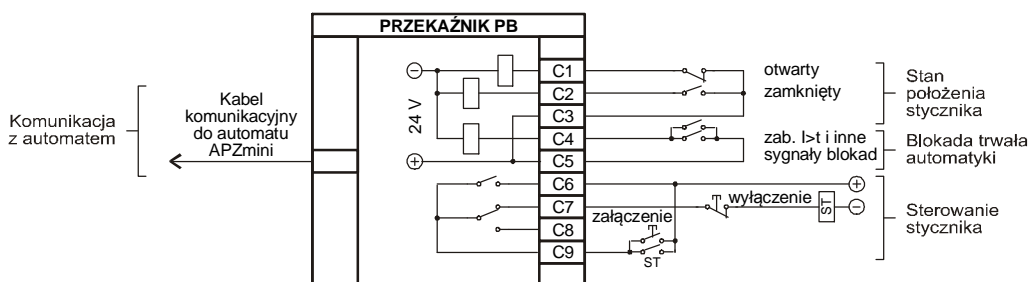 PRZEKAŹNIK PB
Komunikacja
z automatem
Kabel
komunikacyjny
do automatu
APZmini
24 V
C1
C2
C3
C4
C5
C6
C7
C8
C9
otwarty
zamknięty
Stan
położenia
stycznika
zab. I>t i inne
sygnały blokad
Blokada trwała
automatyki
załączenie
wyłączenie
ST
ST
Sterowanie
stycznika